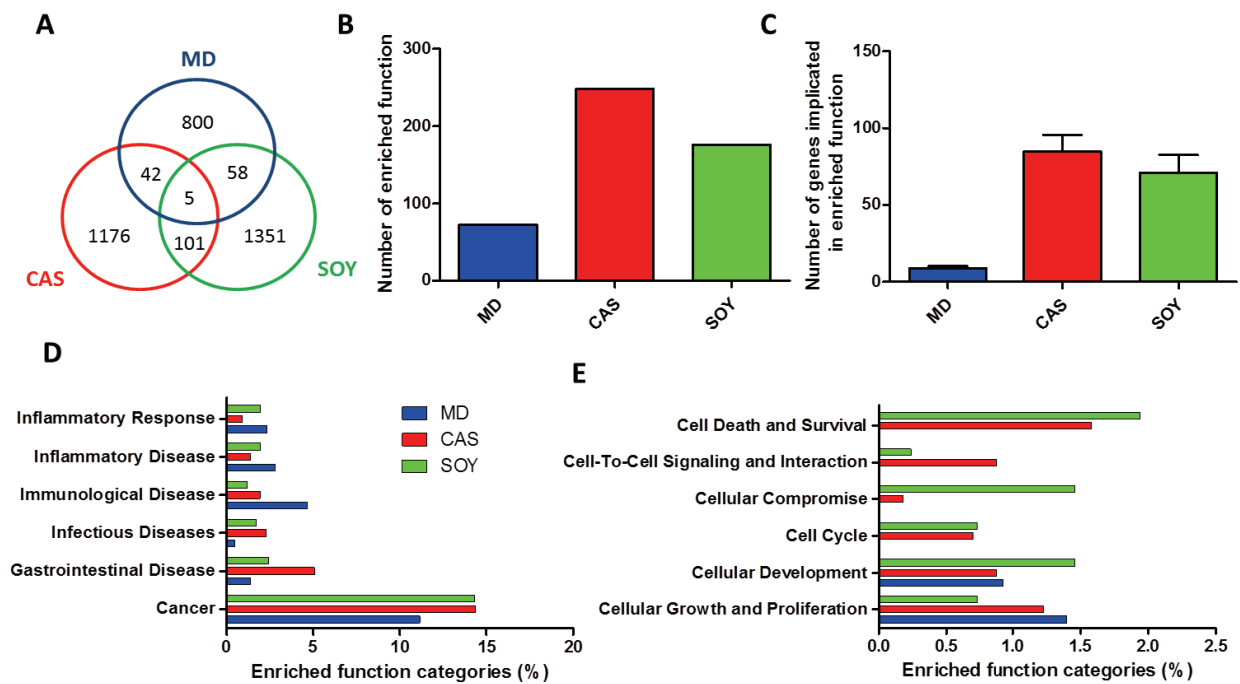 A
MD
800
42
58
5
1176
101
1351
CAS
SOY
B
Number of enriched function
300
200
100
0
MD
CAS
SOY
C
Number of genes implicated
in enriched function
150
100
50
0
MD
CAS
SOY
D
Inflammatory Response
Inflammatory Disease
Immunological Disease
Infectious Diseases
Gastrointestinal Disease
Cancer
MD
CAS
SOY
0
5
10
15
20
Enriched function categories (%)
E
Cell Death and Survival
Cell-To-Cell Signaling and Interaction
Cellular Compromise
Cell Cycle
Cellular Development
Cellular Growth and Proliferation
0.0
0.5
1.0
1.5
2.0
2.5
Enriched function categories (%)